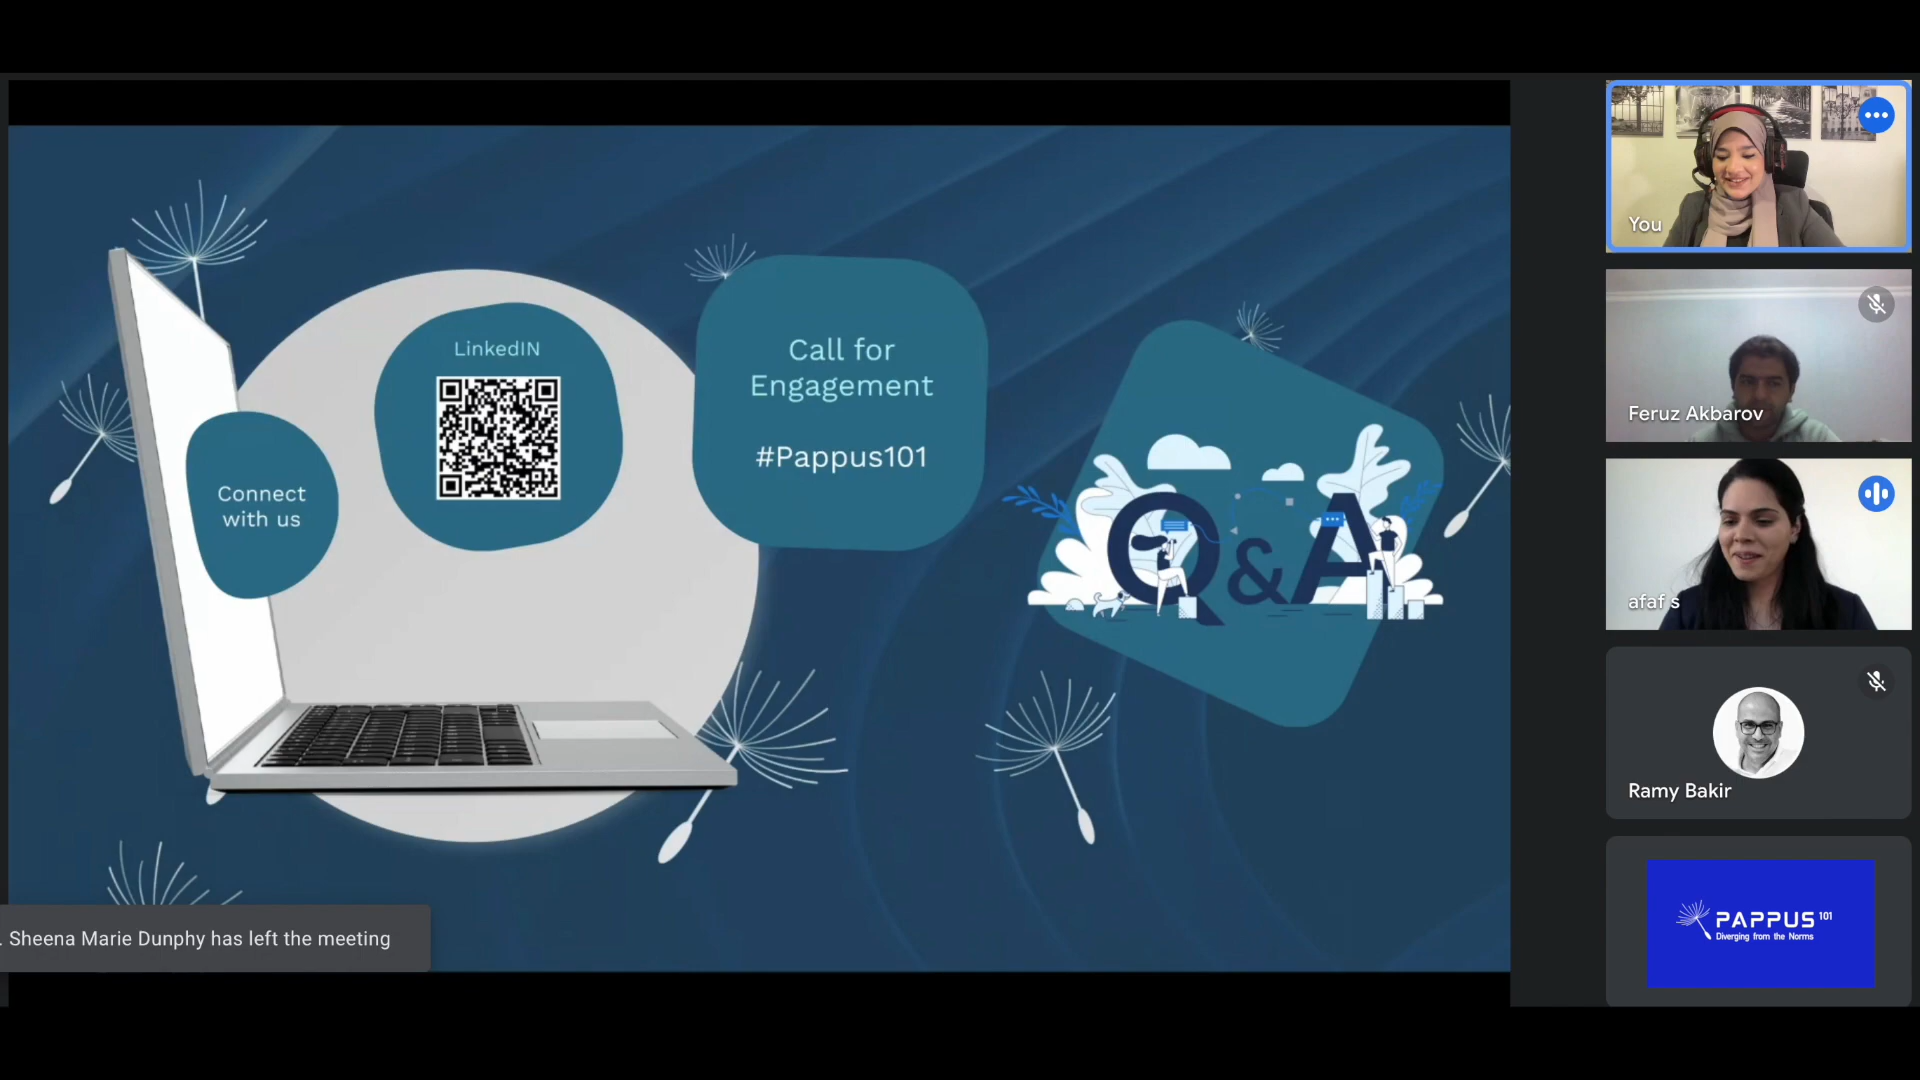 LinkedIN
Connect
with us
Call for
Engagement
#Pappus101
Q&A
. Sheena Marie Dunphy has left the meeting
You
Feruz Akbarov
afaf s
Ramy Bakir
PAPPUS 101
Diverging from the Norms